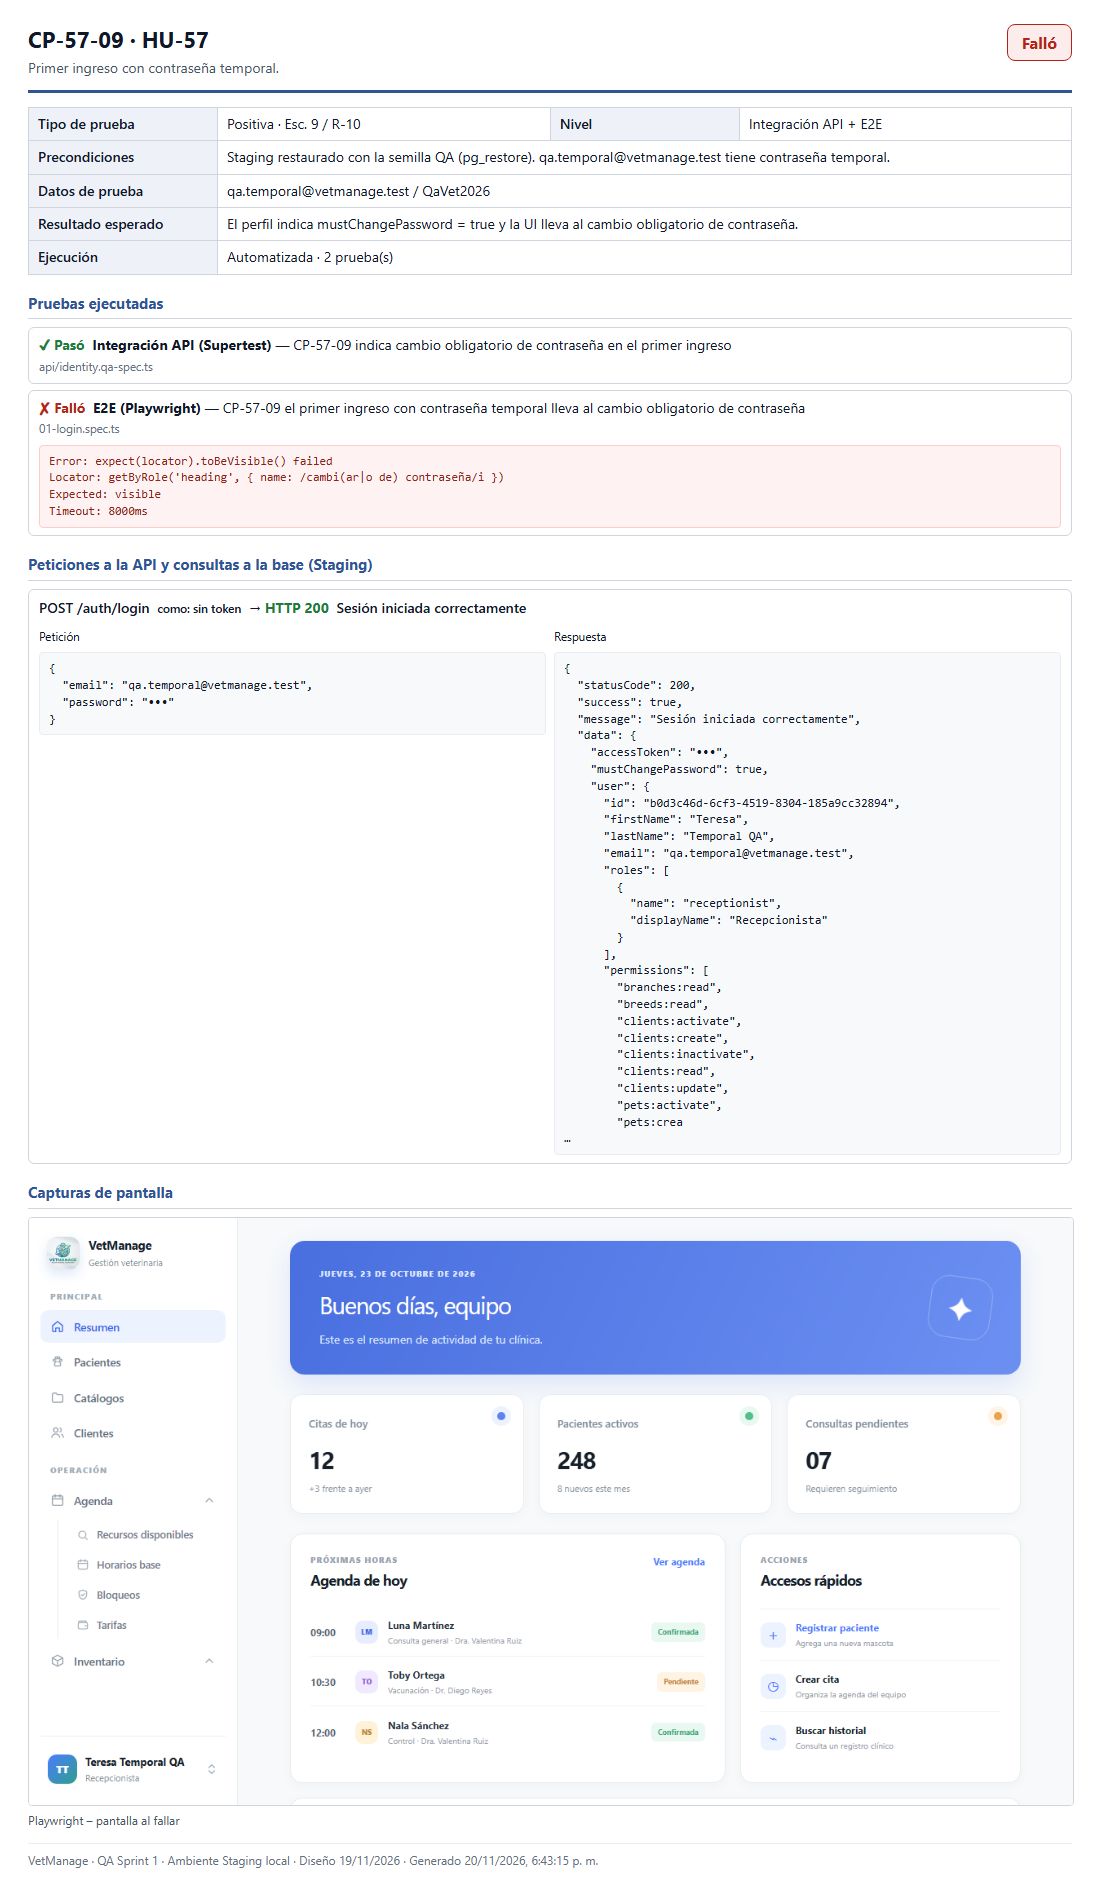 CP-57-09 · HU-57
Falló
Primer ingreso con contraseña temporal.
Tipo de prueba
Positiva · Esc. 9 / R-10
Nivel
Integración API + E2E
Precondiciones
Staging restaurado con la semilla QA (pg_restore). qa.temporal@vetmanage.test tiene contraseña temporal.
Datos de prueba
qa.temporal@vetmanage.test / QaVet2026
Resultado esperado
El perfil indica mustChangePassword = true y la UI lleva al cambio obligatorio de contraseña.
Ejecución
Automatizada · 2 prueba(s)
Pruebas ejecutadas
✓ Pasó Integración API (Supertest) — CP-57-09 indica cambio obligatorio de contraseña en el primer ingreso
api/identity.qa-spec.ts
✗ Falló E2E (Playwright) — CP-57-09 el primer ingreso con contraseña temporal lleva al cambio obligatorio de contraseña
01-login.spec.ts
Error: expect(locator).toBeVisible() failed
Locator: getByRole('heading', { name: /cambi(ar|o de) contraseña/i })
Expected: visible
Timeout: 8000ms
Peticiones a la API y consultas a la base (Staging)
POST /auth/login como: sin token → HTTP 200 Sesión iniciada correctamente
Petición
{
"email": "qa.temporal@vetmanage.test",
"password": "•••"
}
Respuesta
{
"statusCode": 200,
"success": true,
"message": "Sesión iniciada correctamente",
"data": {
"accessToken": "•••",
"mustChangePassword": true,
"user": {
"id": "b0d3c46d-6cf3-4519-8304-185a9cc32894",
"firstName": "Teresa",
"lastName": "Temporal QA",
"email": "qa.temporal@vetmanage.test",
"roles": [
{
"name": "receptionist",
"displayName": "Recepcionista"
}
],
"permissions": [
"branches:read",
"breeds:read",
"clients:activate",
"clients:create",
"clients:inactivate",
"clients:read",
"clients:update",
"pets:activate",
"pets:crea
…
Capturas de pantalla
VetManage
Gestión veterinaria
PRINCIPAL
Resumen
Pacientes
Catálogos
Clientes
OPERACIÓN
Agenda
Recursos disponibles
Horarios base
Bloqueos
Tarifas
Inventario
TT
Teresa Temporal QA
Recepcionista
JUEVES, 23 DE OCTUBRE DE 2026
Buenos días, equipo
Este es el resumen de actividad de tu clínica.
Citas de hoy
12
+3 frente a ayer
Pacientes activos
248
8 nuevos este mes
Consultas pendientes
07
Requieren seguimiento
PRÓXIMAS HORAS
Agenda de hoy
Ver agenda
09:00
LM
Luna Martínez
Consulta general · Dra. Valentina Ruiz
Confirmada
10:30
TO
Toby Ortega
Vacunación · Dr. Diego Reyes
Pendiente
12:00
NS
Nala Sánchez
Control · Dra. Valentina Ruiz
Confirmada
ACCIONES
Accesos rápidos
Registrar paciente
Agrega una nueva mascota
Crear cita
Organiza la agenda del equipo
Buscar historial
Consulta un registro clínico
Playwright – pantalla al fallar
VetManage · QA Sprint 1 · Ambiente Staging local · Diseño 19/11/2026 · Generado 20/11/2026, 6:43:15 p. m.